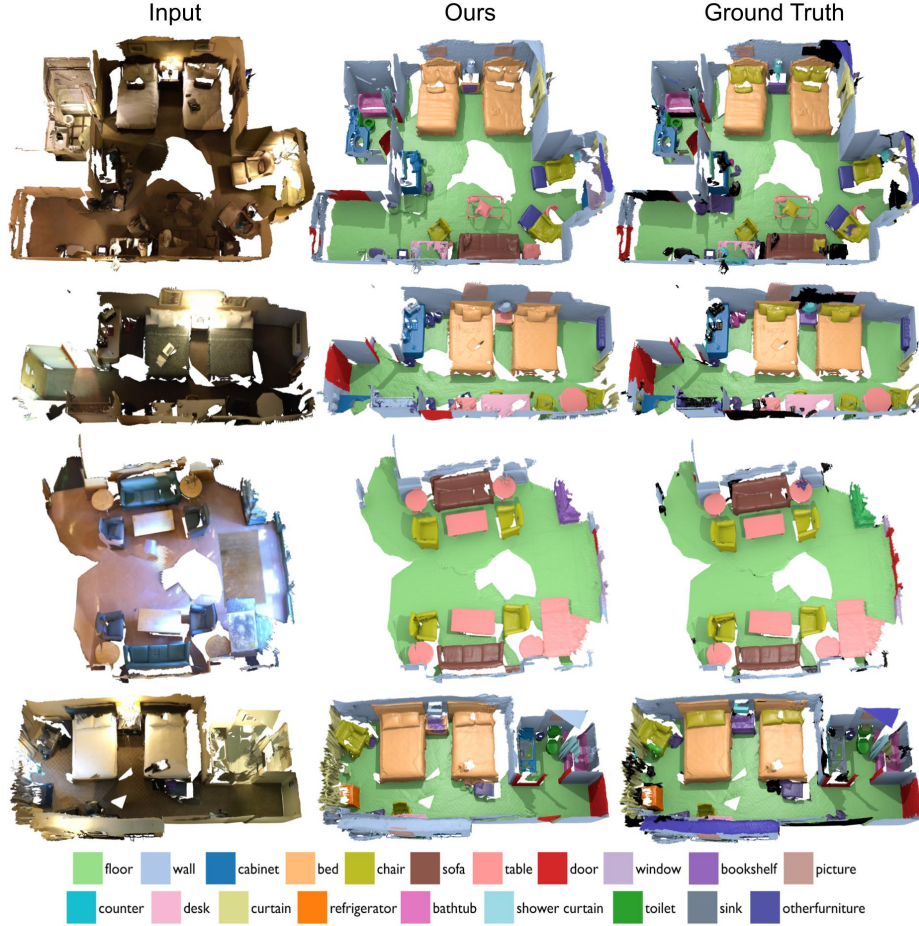 Input Ours Ground Truth
floor wall cabinet bed chair sofa table door window bookshelf picture
counter desk curtain refrigerator bathtub shower curtain toilet sink otherfurniture